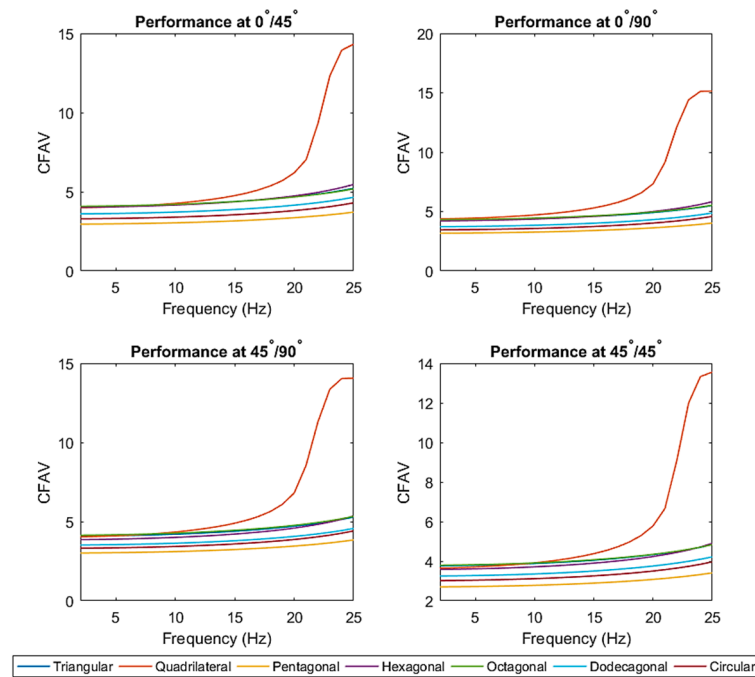 Performance at 0°/45°
15
10
5
0
CFAV
5 10 15 20 25
Frequency (Hz)
Performance at 0°/90°
20
15
10
5
0
CFAV
5 10 15 20 25
Frequency (Hz)
Performance at 45°/90°
15
10
5
0
CFAV
5 10 15 20 25
Frequency (Hz)
Performance at 45°/45°
14
12
10
8
6
4
2
CFAV
5 10 15 20 25
Frequency (Hz)
Triangular Quadrilateral Pentagonal Hexagonal Octagonal Dodecagonal Circular